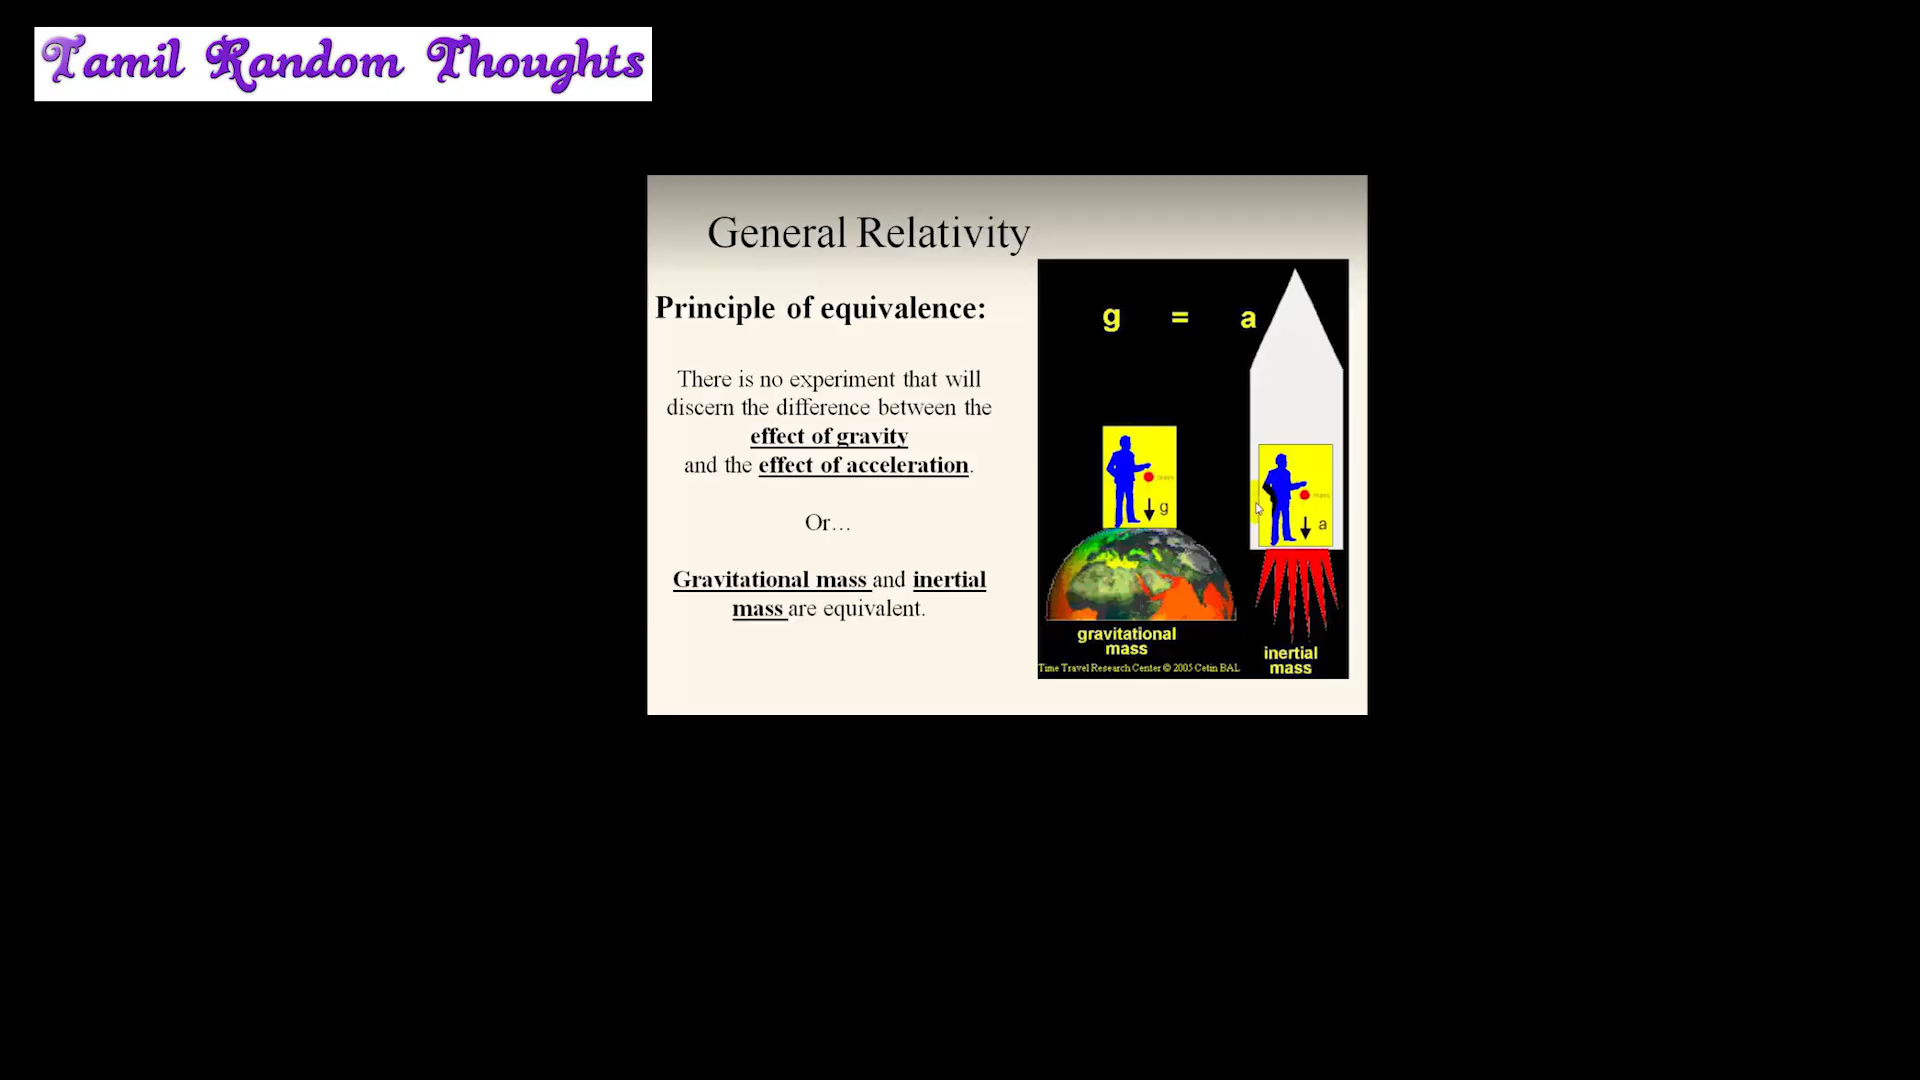 Tamil Random Thoughts
General Relativity
Principle of equivalence:
There is no experiment that will
discern the difference between the
effect of gravity
and the effect of acceleration.
Or…
Gravitational mass and inertial
mass are equivalent.
g = a
mass
g
mass
a
gravitational
mass
inertial
mass
Time Travel Research Center © 2005 Cetin BAL